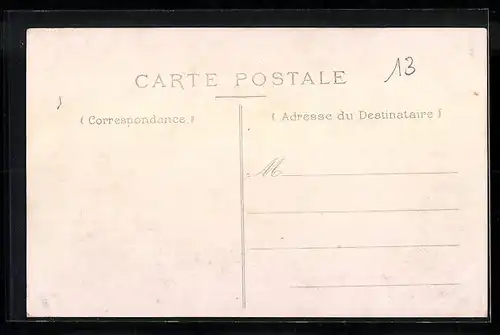 13
CARTE POSTALE
( Correspondance )
( Adresse du Destinataire )
M